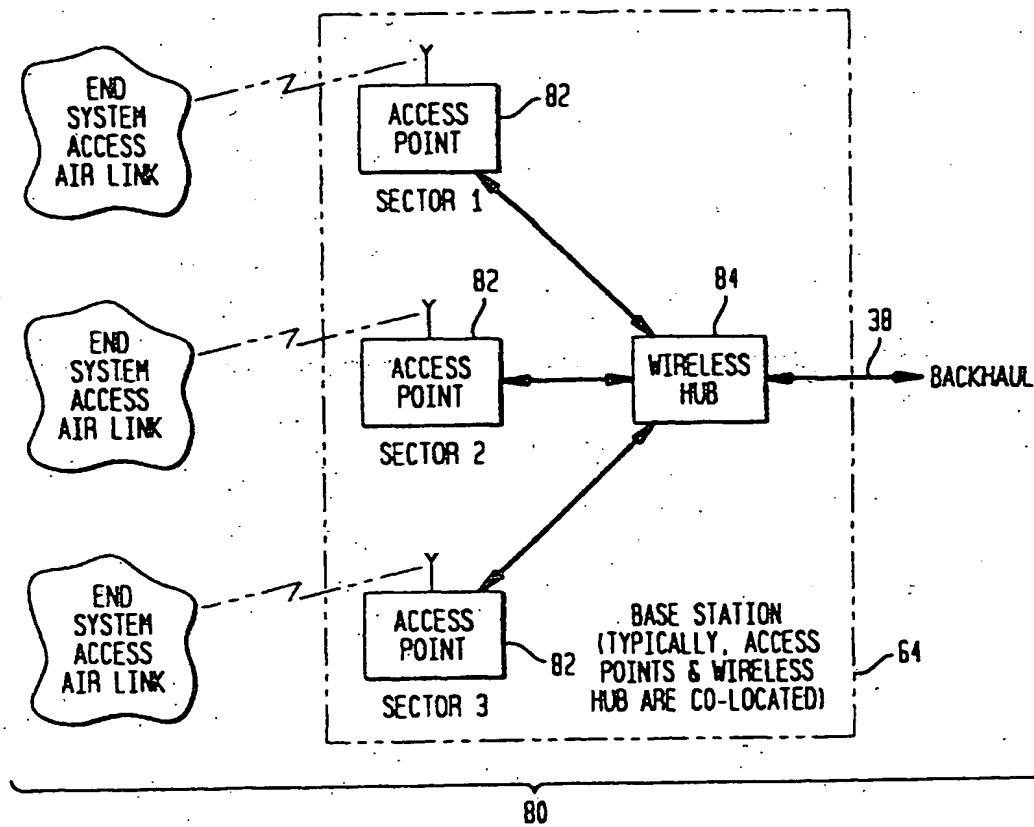 END
SYSTEM
ACCESS
AIR LINK
ACCESS
POINT
82
SECTOR 1
END
SYSTEM
ACCESS
AIR LINK
82
ACCESS
POINT
SECTOR 2
84
WIRELESS
HUB
38
BACKHAUL
END
SYSTEM
ACCESS
AIR LINK
ACCESS
POINT
82
SECTOR 3
BASE STATION
(TYPICALLY, ACCESS
POINTS & WIRELESS
HUB ARE CO-LOCATED)
64
80